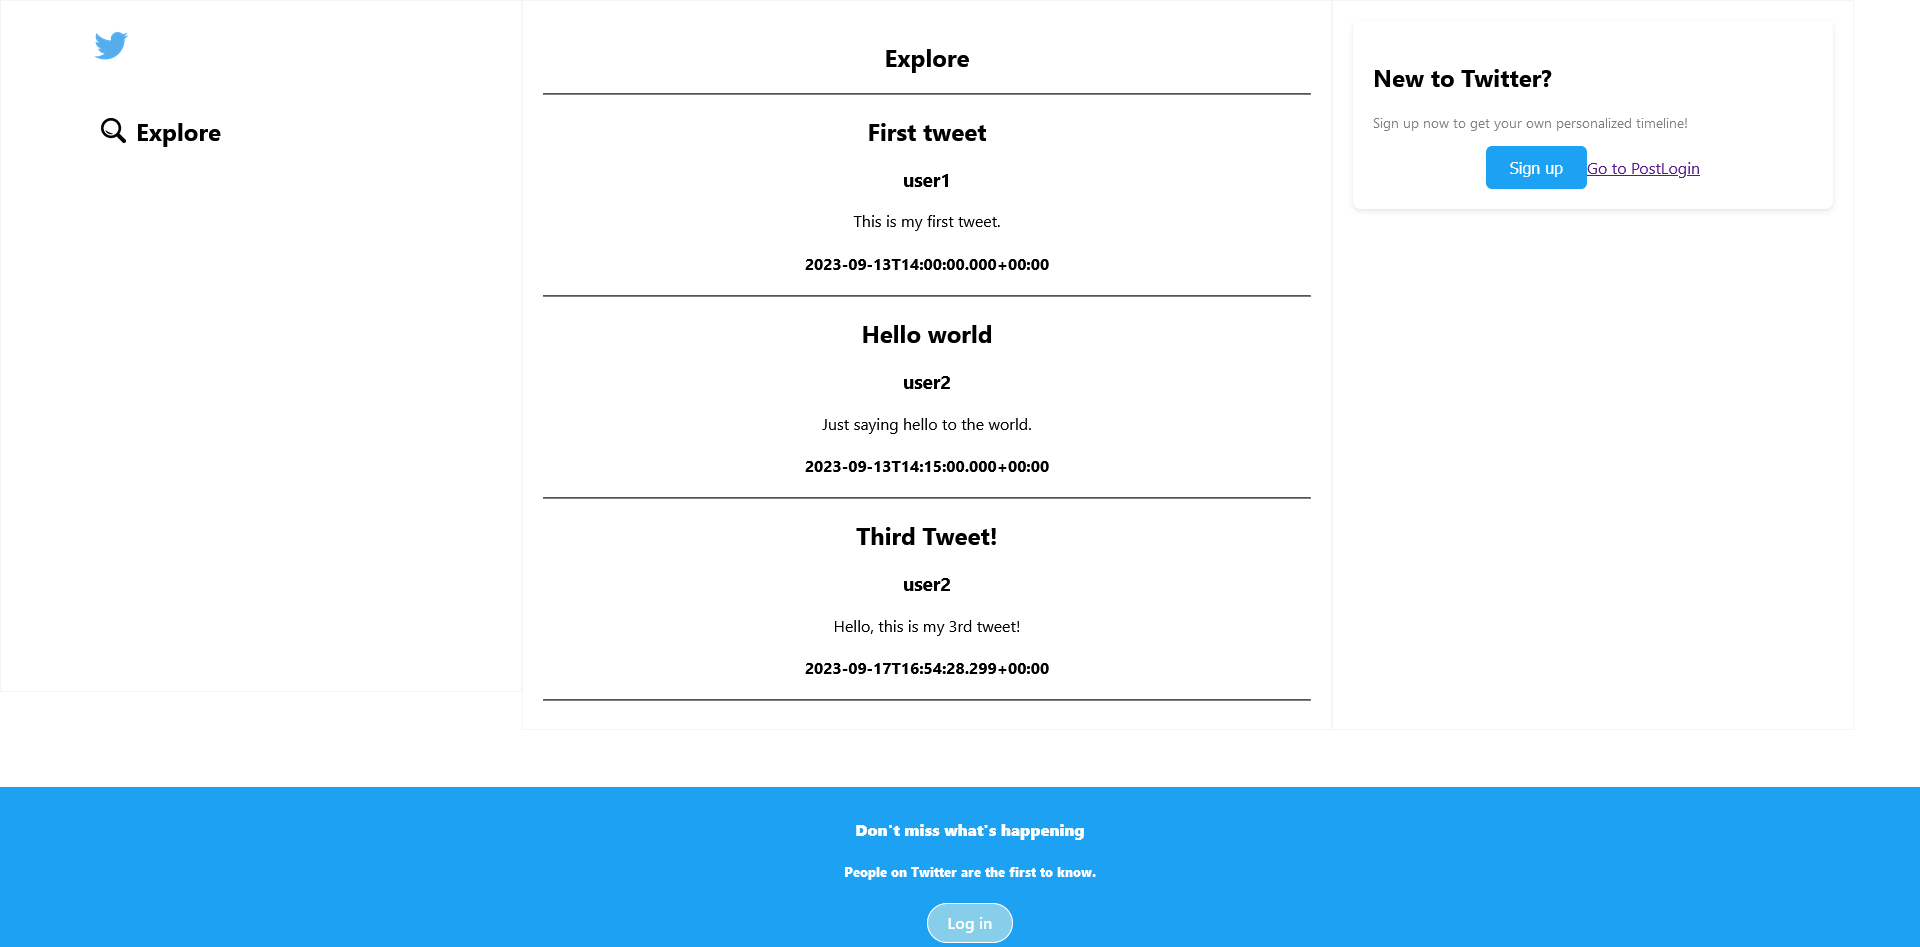 Explore
Explore
First tweet
user1
This is my first tweet.
2023-09-13T14:00:00.000+00:00
Hello world
user2
Just saying hello to the world.
2023-09-13T14:15:00.000+00:00
Third Tweet!
user2
Hello, this is my 3rd tweet!
2023-09-17T16:54:28.299+00:00
New to Twitter?
Sign up now to get your own personalized timeline!
Sign up Go to PostLogin
Don't miss what's happening
People on Twitter are the first to know.
Log in